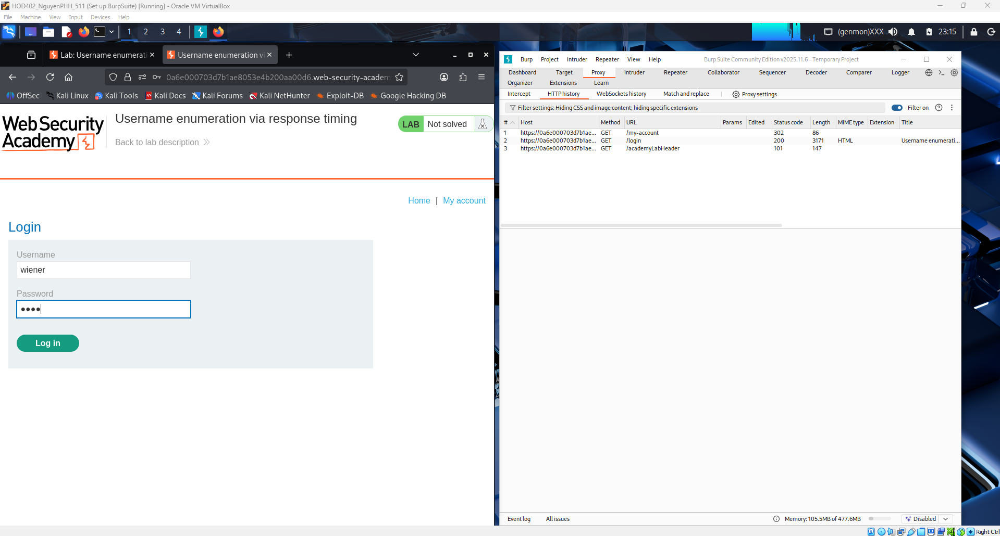 HOD402_NguyenPHH_511 (Set up BurpSuite) [Running] - Oracle VM VirtualBox
File Machine View Input Devices Help
1 2 3 4
(genmon)XXX 23:15
Lab: Username enumerati
Username enumeration vi
0a6e000703d7b1ae8053e4b200aa00d6.web-security-academ
OffSec Kali Linux Kali Tools Kali Docs Kali Forums Kali NetHunter Exploit-DB Google Hacking DB
Web Security
Academy
Username enumeration via response timing
Back to lab description
LAB Not solved
Home | My account
Login
Username
wiener
Password
••••
Log in
Burp Project Intruder Repeater View Help
Burp Suite Community Edition v2025.11.6 - Temporary Project
Dashboard Target Proxy Intruder Repeater Collaborator Sequencer Decoder Comparer Logger
Organizer Extensions Learn
Intercept HTTP history WebSockets history Match and replace Proxy settings
Filter settings: Hiding CSS and image content; hiding specific extensions
Filter on
# Host Method URL Params Edited Status code Length MIME type Extension Title
1 https://0a6e000703d7b1ae... GET /my-account 302 86
2 https://0a6e000703d7b1ae... GET /login 200 3171 HTML Username enumerati...
3 https://0a6e000703d7b1ae... GET /academyLabHeader 101 147
Event log All issues
Memory: 105.5MB of 477.6MB
Disabled
Right Ctrl